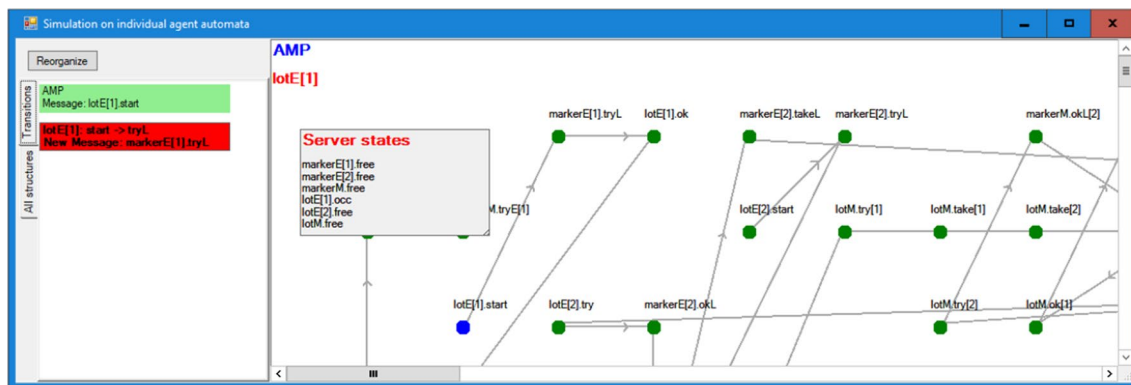 Simulation on individual agent automata
Reorganize
Transitions
All structures
AMP
Message: lotE[1].start
lotE[1]: start -> tryL
New Message: markerE[1].tryL
AMP
lotE[1]
markerE[1].tryL
lotE[1].ok
markerE[2].takeL
markerE[2].tryL
markerM.okL[2]
Server states
markerE[1].free
markerE[2].free
markerM.free
lotE[1].occ
lotE[2].free
lotM.free
M.tryE[1]
lotE[2].start
lotM.try[1]
lotM.take[1]
lotM.take[2]
lotE[1].start
lotE[2].try
markerE[2].okL
lotM.try[2]
lotM.ok[1]